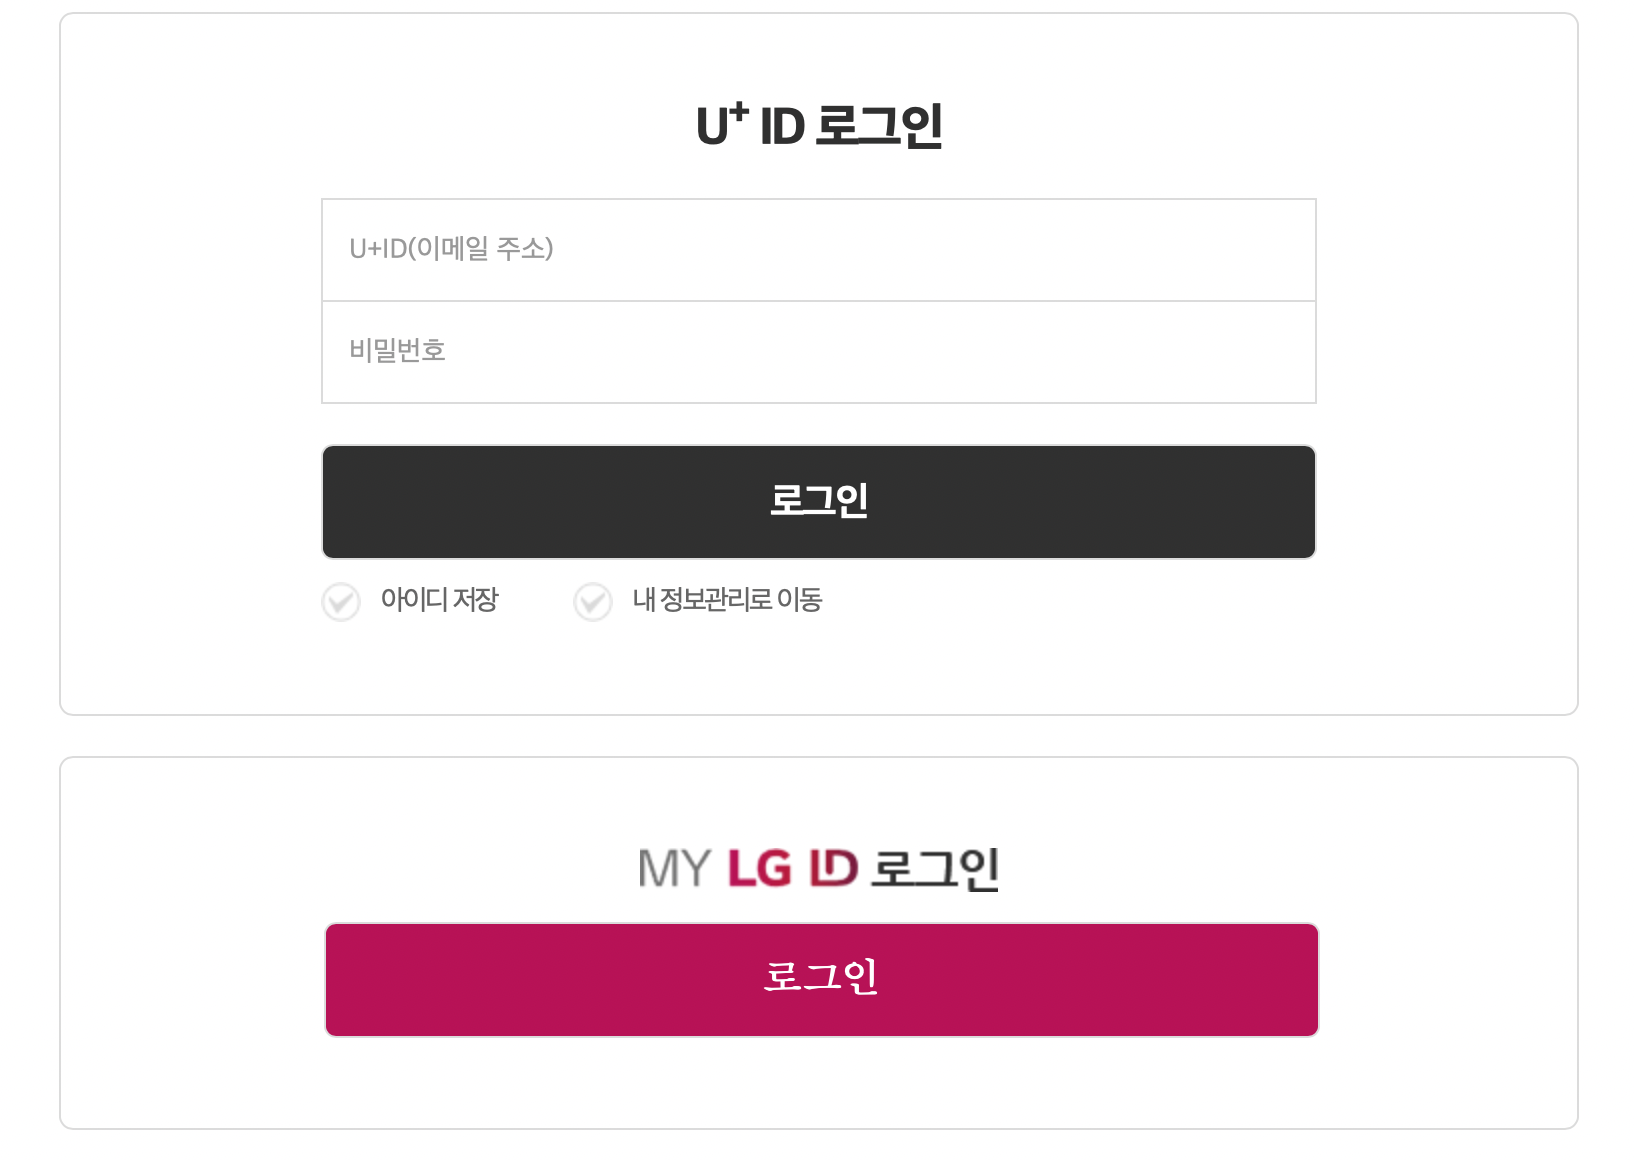 U+ ID 로그인
U+ID(이메일 주소)
비밀번호
로그인
아이디 저장 내 정보관리로 이동
MY LG ID 로그인
로그인